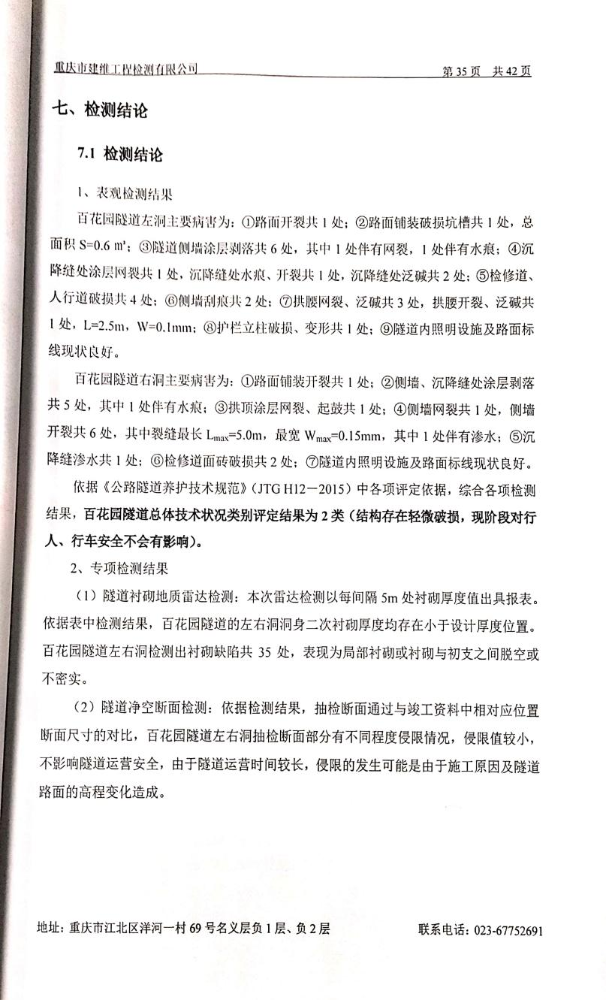 重庆市建维工程检测有限公司 第 35 页 共 42 页
七、检测结论
7.1 检测结论
1、表观检测结果
百花园隧道左洞主要病害为：①路面开裂共 1 处；②路面铺装破损坑槽共 1 处，总
面积 S=0.6 ㎡；③隧道侧墙涂层剥落共 6 处，其中 1 处伴有网裂，1 处伴有水痕；④沉
降缝处涂层网裂共 1 处，沉降缝处水痕、开裂共 1 处，沉降缝处泛碱共 2 处；⑤检修道、
人行道破损共 4 处；⑥侧墙刮痕共 2 处；⑦拱腰网裂、泛碱共 3 处，拱腰开裂、泛碱共
1 处，L=2.5m，W=0.1mm；⑧护栏立柱破损、变形共 1 处；⑨隧道内照明设施及路面标
线现状良好。
百花园隧道右洞主要病害为：①路面铺装开裂共 1 处；②侧墙、沉降缝处涂层剥落
共 5 处，其中 1 处伴有水痕；③拱顶涂层网裂、起鼓共 1 处；④侧墙网裂共 1 处，侧墙
开裂共 6 处，其中裂缝最长 Lmax=5.0m，最宽 Wmax=0.15mm，其中 1 处伴有渗水；⑤沉
降缝渗水共 1 处；⑥检修道面砖破损共 2 处；⑦隧道内照明设施及路面标线现状良好。
依据《公路隧道养护技术规范》（JTG H12－2015）中各项评定依据，综合各项检测
结果，百花园隧道总体技术状况类别评定结果为 2 类（结构存在轻微破损，现阶段对行
人、行车安全不会有影响）。
2、专项检测结果
（1）隧道衬砌地质雷达检测：本次雷达检测以每间隔 5m 处衬砌厚度值出具报表。
依据表中检测结果，百花园隧道的左右洞洞身二次衬砌厚度均存在小于设计厚度位置。
百花园隧道左右洞检测出衬砌缺陷共 35 处，表现为局部衬砌或衬砌与初支之间脱空或
不密实。
（2）隧道净空断面检测：依据检测结果，抽检断面通过与竣工资料中相对应位置
断面尺寸的对比，百花园隧道左右洞抽检断面部分有不同程度侵限情况，侵限值较小，
不影响隧道运营安全，由于隧道运营时间较长，侵限的发生可能是由于施工原因及隧道
路面的高程变化造成。
地址：重庆市江北区洋河一村 69 号名义层负 1 层、负 2 层 联系电话：023-67752691